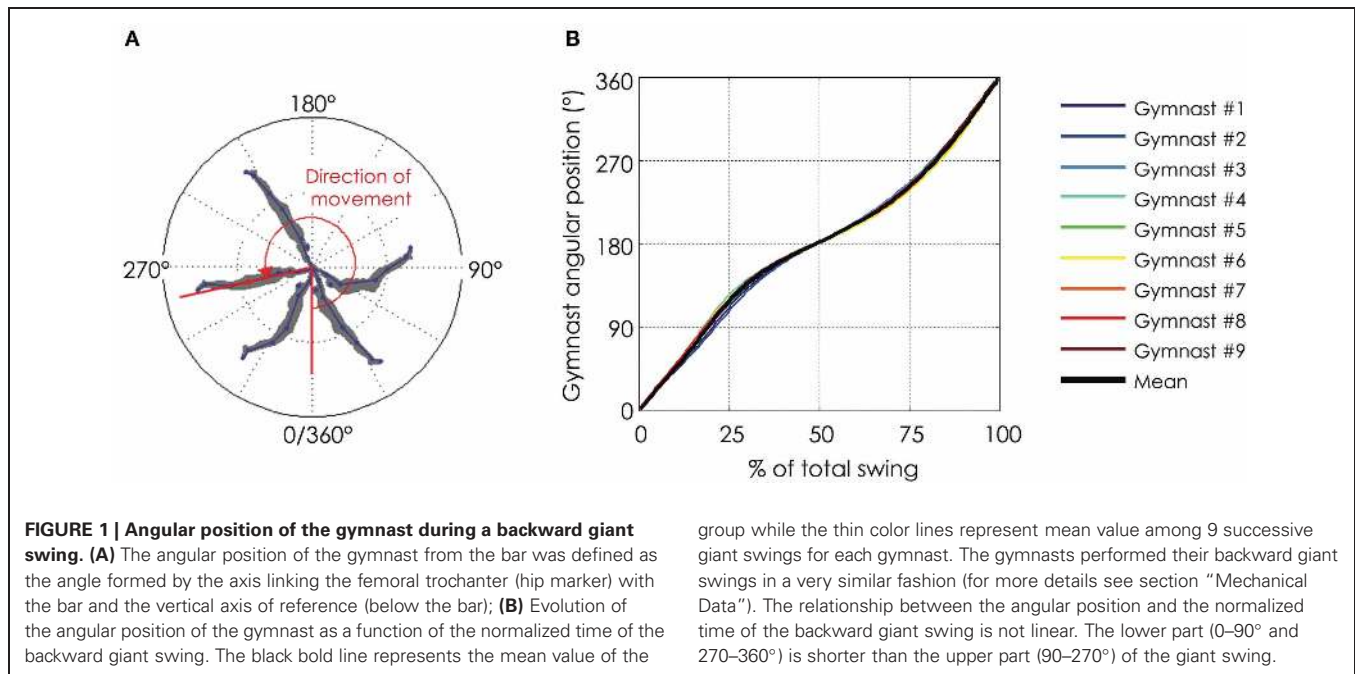 A
180°
Direction of
movement
270°
90°
0/360°
B
Gymnast angular position (°)
360
270
180
90
0
0 25 50 75 100
% of total swing
Gymnast #1
Gymnast #2
Gymnast #3
Gymnast #4
Gymnast #5
Gymnast #6
Gymnast #7
Gymnast #8
Gymnast #9
Mean
FIGURE 1 | Angular position of the gymnast during a backward giant
swing. (A) The angular position of the gymnast from the bar was defined as
the angle formed by the axis linking the femoral trochanter (hip marker) with
the bar and the vertical axis of reference (below the bar); (B) Evolution of
the angular position of the gymnast as a function of the normalized time of the
backward giant swing. The black bold line represents the mean value of the
group while the thin color lines represent mean value among 9 successive
giant swings for each gymnast. The gymnasts performed their backward giant
swings in a very similar fashion (for more details see section “Mechanical
Data”). The relationship between the angular position and the normalized
time of the backward giant swing is not linear. The lower part (0–90° and
270–360°) is shorter than the upper part (90–270°) of the giant swing.